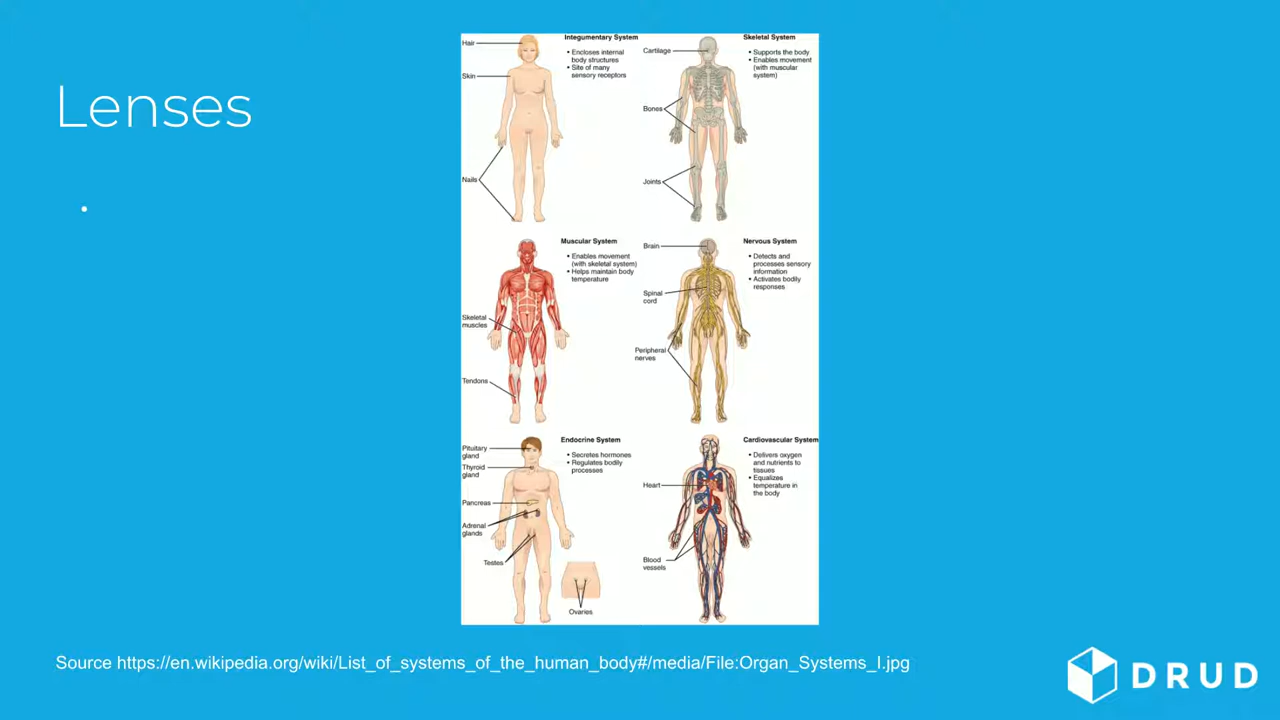 Lenses
Hair
Skin
Nails
Integumentary System
• Encloses internal
body structures
• Site of many
sensory receptors
Cartilage
Bones
Joints
Skeletal System
• Supports the body
• Enables movement
(with muscular
system)
Skeletal
muscles
Tendons
Muscular System
• Enables movement
(with skeletal system)
• Helps maintain body
temperature
Brain
Spinal
cord
Peripheral
nerves
Nervous System
• Detects and
processes sensory
information
• Activates bodily
responses
Pituitary
gland
Thyroid
gland
Pancreas
Adrenal
glands
Testes
Ovaries
Endocrine System
• Secretes hormones
• Regulates bodily
processes
Heart
Blood
vessels
Cardiovascular System
• Delivers oxygen
and nutrients to
tissues
• Equalizes
temperature in
the body
Source https://en.wikipedia.org/wiki/List_of_systems_of_the_human_body#/media/File:Organ_Systems_I.jpg
DRUD